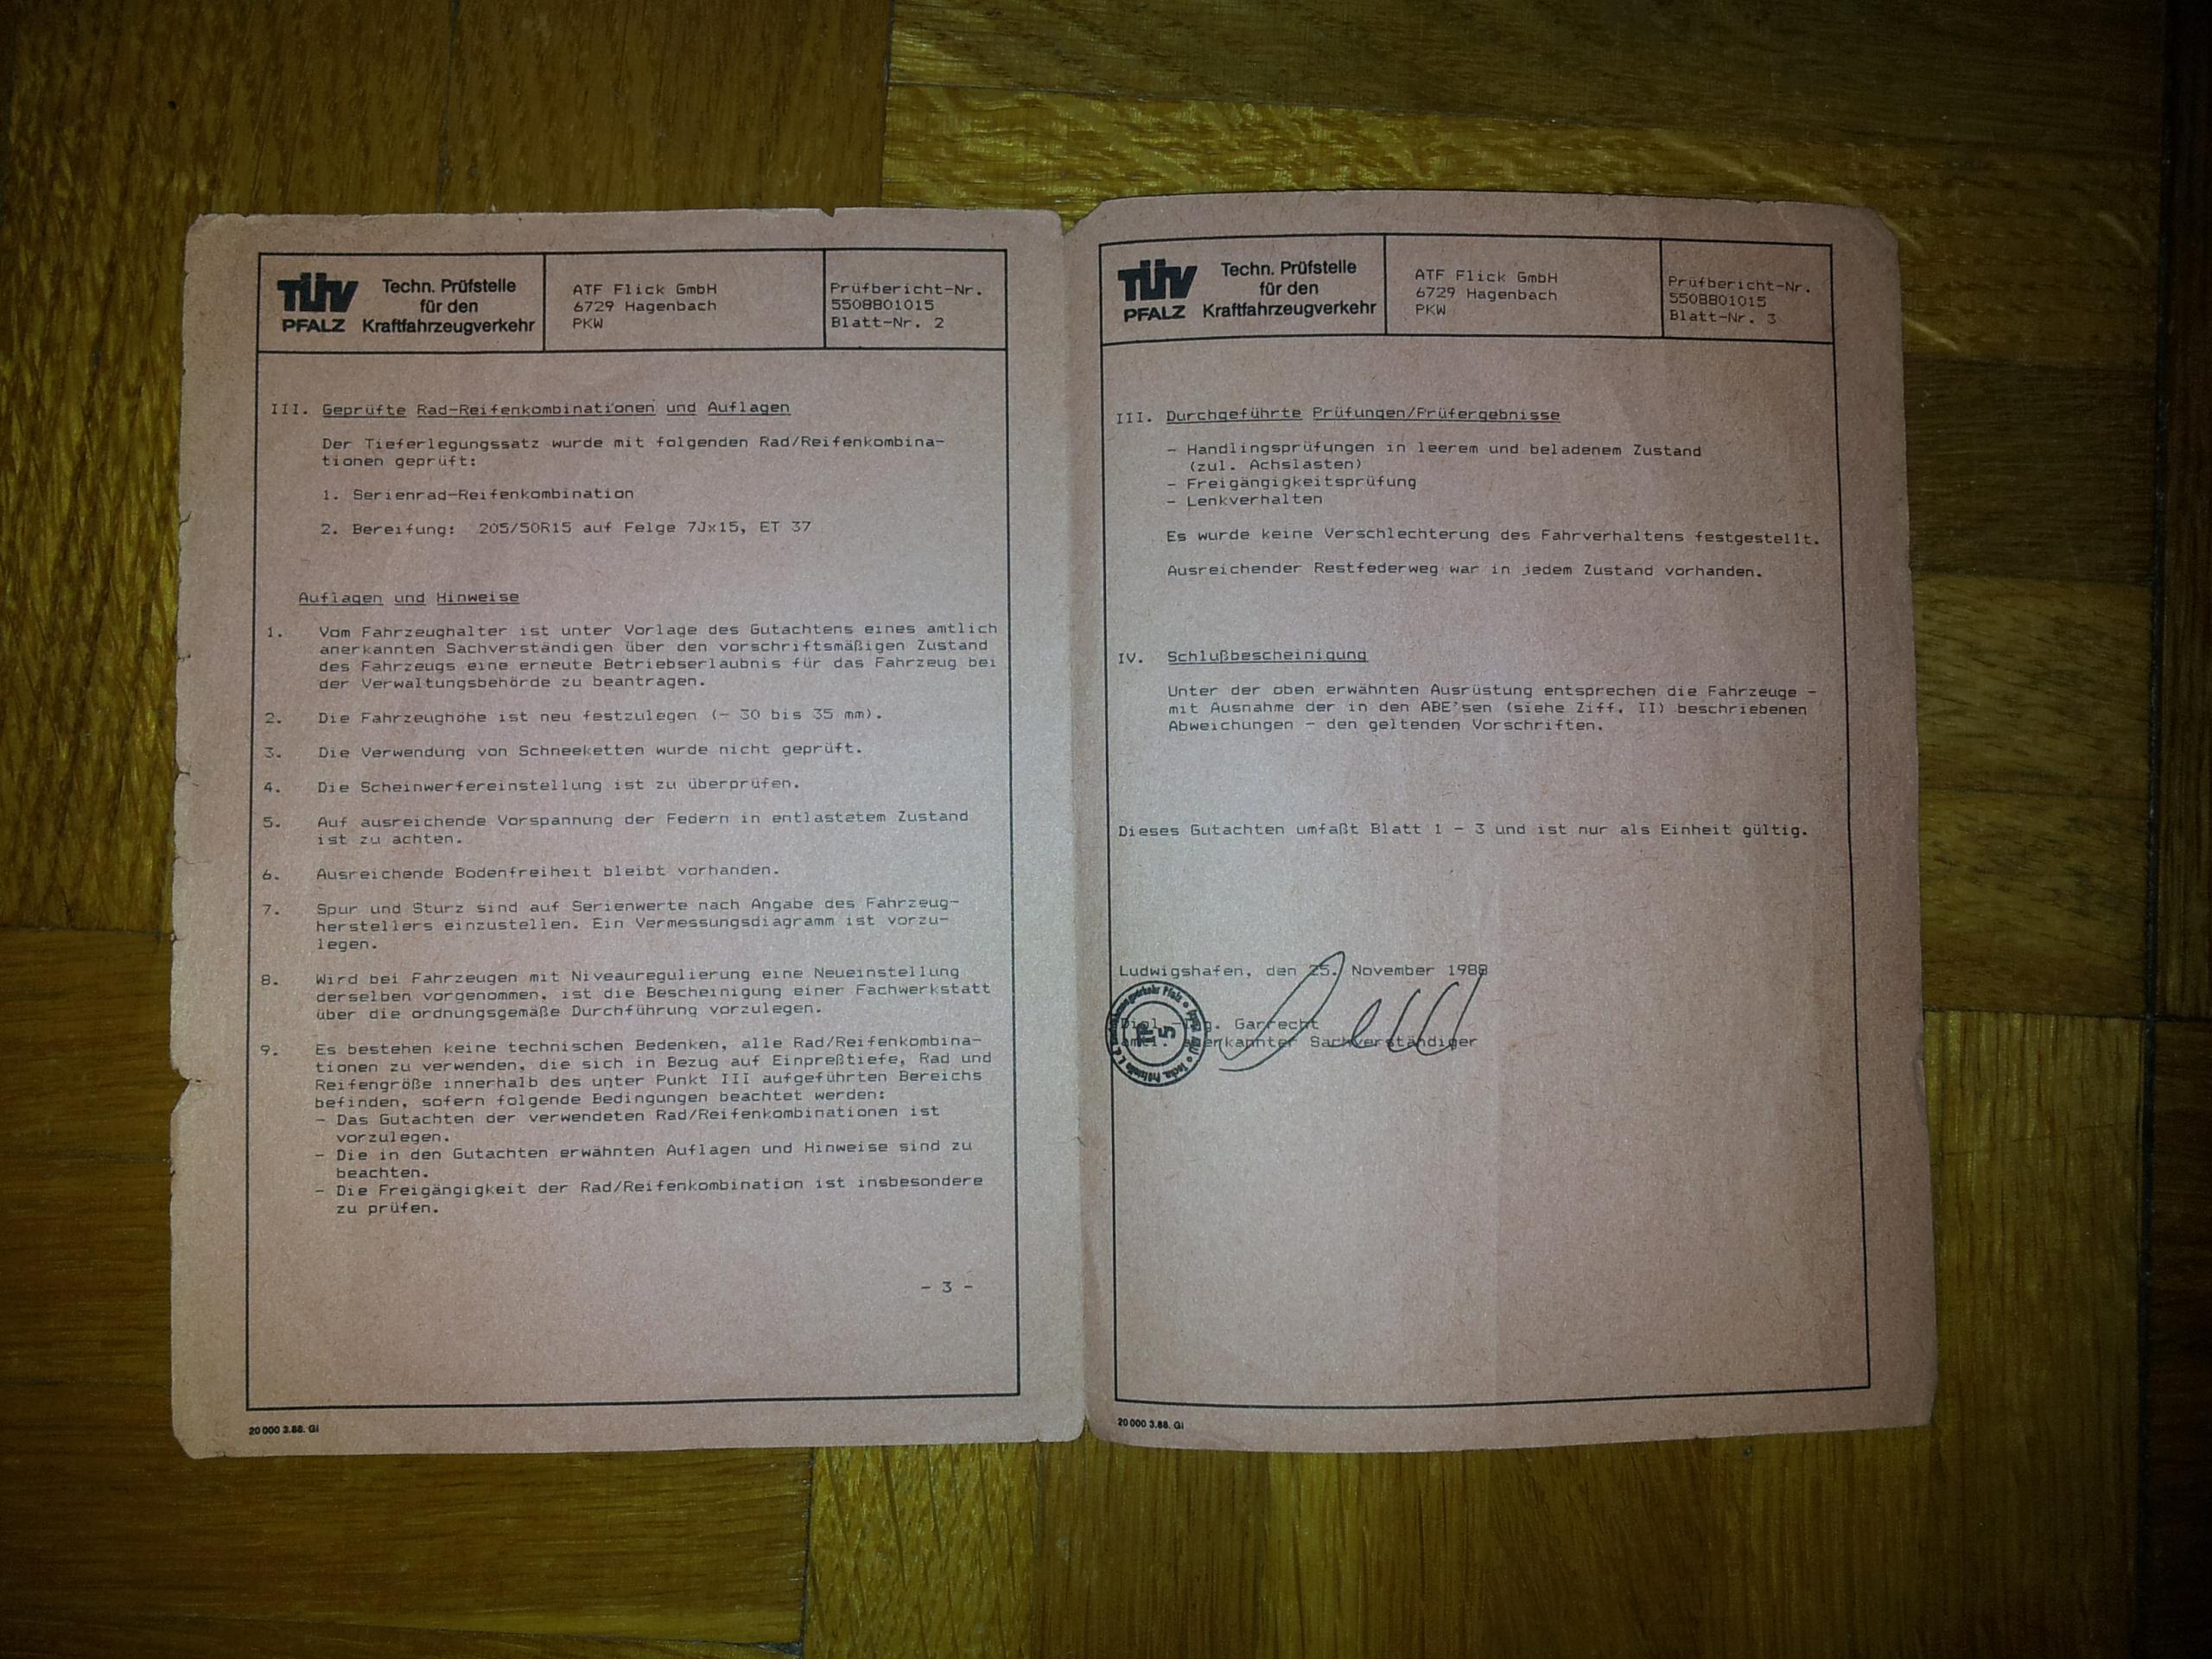 TÜV PFALZ
Techn. Prüfstelle
für den
Kraftfahrzeugverkehr
ATF Flick GmbH
6729 Hagenbach
PKW
Prüfbericht-Nr.
5508801015
Blatt-Nr. 2
III. Geprüfte Rad-Reifenkombinationen und Auflagen
Der Tieferlegungssatz wurde mit folgenden Rad/Reifenkombina-
tionen geprüft:
1. Serienrad-Reifenkombination
2. Bereifung: 205/50R15 auf Felge 7Jx15, ET 37
Auflagen und Hinweise
1. Vom Fahrzeughalter ist unter Vorlage des Gutachtens eines amtlich
anerkannten Sachverständigen über den vorschriftsmäßigen Zustand
des Fahrzeugs eine erneute Betriebserlaubnis für das Fahrzeug bei
der Verwaltungsbehörde zu beantragen.
2. Die Fahrzeughöhe ist neu festzulegen (- 30 bis 35 mm).
3. Die Verwendung von Schneeketten wurde nicht geprüft.
4. Die Scheinwerfereinstellung ist zu überprüfen.
5. Auf ausreichende Vorspannung der Federn in entlastetem Zustand
ist zu achten.
6. Ausreichende Bodenfreiheit bleibt vorhanden.
7. Spur und Sturz sind auf Serienwerte nach Angabe des Fahrzeug-
herstellers einzustellen. Ein Vermessungsdiagramm ist vorzu-
legen.
8. Wird bei Fahrzeugen mit Niveauregulierung eine Neueinstellung
derselben vorgenommen, ist die Bescheinigung einer Fachwerkstatt
über die ordnungsgemäße Durchführung vorzulegen.
9. Es bestehen keine technischen Bedenken, alle Rad/Reifenkombina-
tionen zu verwenden, die sich in Bezug auf Einpreßtiefe, Rad und
Reifengröße innerhalb des unter Punkt III aufgeführten Bereichs
befinden, sofern folgende Bedingungen beachtet werden:
- Das Gutachten der verwendeten Rad/Reifenkombinationen ist
vorzulegen.
- Die in den Gutachten erwähnten Auflagen und Hinweise sind zu
beachten.
- Die Freigängigkeit der Rad/Reifenkombination ist insbesondere
zu prüfen.
- 3 -
20 000 3.88. Gi
TÜV PFALZ
Techn. Prüfstelle
für den
Kraftfahrzeugverkehr
ATF Flick GmbH
6729 Hagenbach
PKW
Prüfbericht-Nr.
5508801015
Blatt-Nr. 3
III. Durchgeführte Prüfungen/Prüfergebnisse
- Handlingsprüfungen in leerem und beladenem Zustand
(zul. Achslasten)
- Freigängigkeitsprüfung
- Lenkverhalten
Es wurde keine Verschlechterung des Fahrverhaltens festgestellt.
Ausreichender Restfederweg war in jedem Zustand vorhanden.
IV. Schlußbescheinigung
Unter der oben erwähnten Ausrüstung entsprechen die Fahrzeuge -
mit Ausnahme der in den ABE'sen (siehe Ziff. II) beschriebenen
Abweichungen - den geltenden Vorschriften.
Dieses Gutachten umfaßt Blatt 1 - 3 und ist nur als Einheit gültig.
Ludwigshafen, den 25. November 1988
Dipl.-Ing. Garrecht
amtl. anerkannter Sachverständiger
TP
5
20 000 3.88. Gi